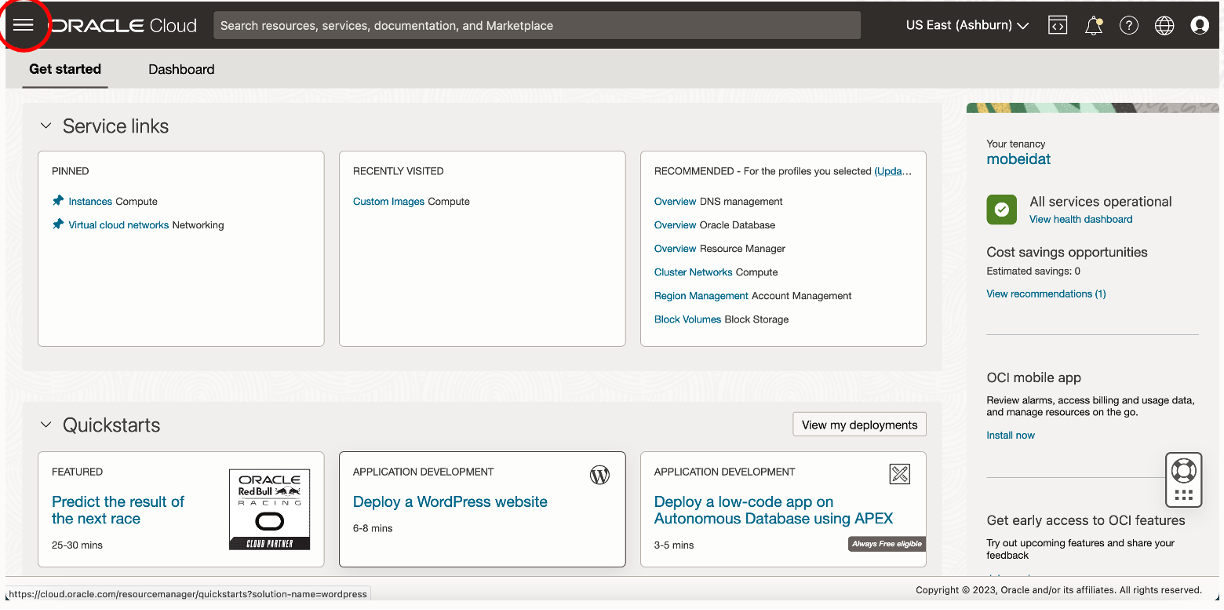 ORACLE Cloud
Search resources, services, documentation, and Marketplace
US East (Ashburn)
Get started
Dashboard
Service links
PINNED
Instances Compute
Virtual cloud networks Networking
RECENTLY VISITED
Custom Images Compute
RECOMMENDED - For the profiles you selected (Upda...
Overview DNS management
Overview Oracle Database
Overview Resource Manager
Cluster Networks Compute
Region Management Account Management
Block Volumes Block Storage
Your tenancy
mobeidat
All services operational
View health dashboard
Cost savings opportunities
Estimated savings: 0
View recommendations (1)
OCI mobile app
Review alarms, access billing and usage data,
and manage resources on the go.
Install now
Get early access to OCI features
Try out upcoming features and share your
feedback
Quickstarts
View my deployments
FEATURED
Predict the result of
the next race
25-30 mins
ORACLE
Red Bull
RACING
CLOUD PARTNER
APPLICATION DEVELOPMENT
Deploy a WordPress website
6-8 mins
APPLICATION DEVELOPMENT
Deploy a low-code app on
Autonomous Database using APEX
3-5 mins
Always Free eligible
https://cloud.oracle.com/resourcemanager/quickstarts?solution-name=wordpress
Copyright © 2023, Oracle and/or its affiliates. All rights reserved.